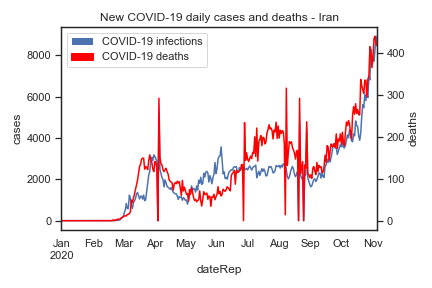 New COVID-19 daily cases and deaths - Iran
COVID-19 infections
COVID-19 deaths
8000
6000
4000
2000
0
cases
400
300
200
100
0
deaths
Jan Feb Mar Apr May Jun Jul Aug Sep Oct Nov
2020
dateRep